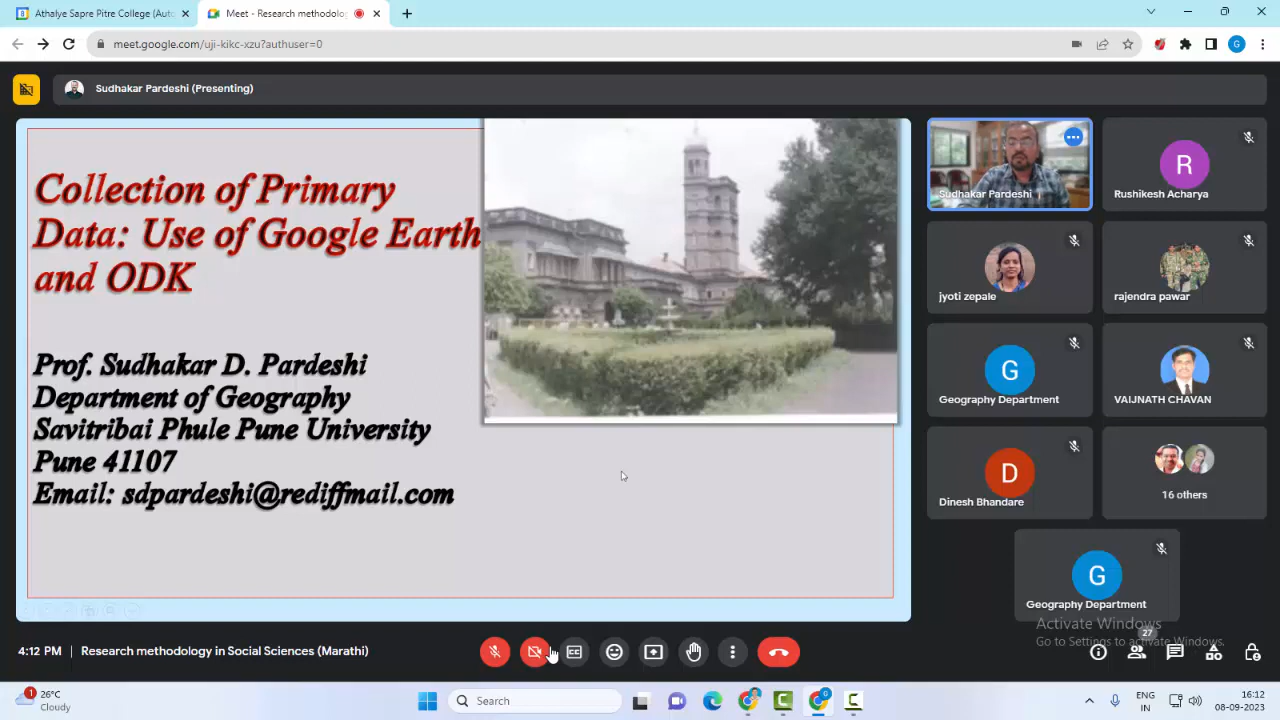 Athalye Sapre Pitre College (Auto
Meet - Research methodolo
meet.google.com/uji-kikc-xzu?authuser=0
G
Sudhakar Pardeshi (Presenting)
Collection of Primary
Data: Use of Google Earth
and ODK
Prof. Sudhakar D. Pardeshi
Department of Geography
Savitribai Phule Pune University
Pune 41107
Email: sdpardeshi@rediffmail.com
Sudhakar Pardeshi
R
Rushikesh Acharya
jyoti zepale
rajendra pawar
G
Geography Department
VAIJNATH CHAVAN
D
Dinesh Bhandare
16 others
G
Geography Department
Activate Windows
Go to Settings to activate Windows.
27
4:12 PM | Research methodology in Social Sciences (Marathi)
CC
1
26°C
Cloudy
Search
G
ENG
IN
16:12
08-09-2023